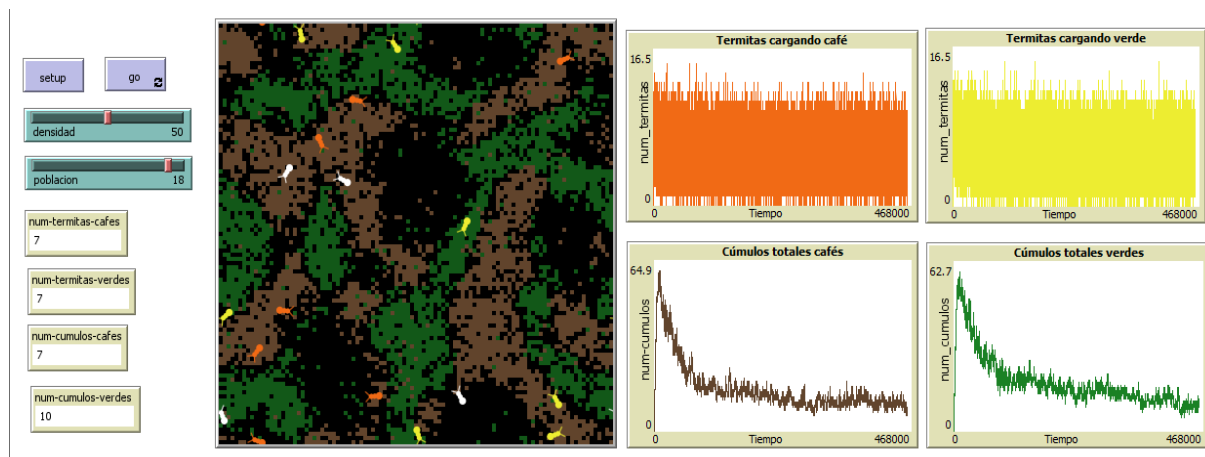 setup
go
densidad 50
poblacion 18
num-termitas-cafes
7
num-termitas-verdes
7
num-cumulos-cafes
7
num-cumulos-verdes
10
Termitas cargando café
16.5
num_termitas
0
0 Tiempo 468000
Termitas cargando verde
16.5
num_termitas
0
0 Tiempo 468000
Cúmulos totales cafés
64.9
num-cumulos
0
0 Tiempo 468000
Cúmulos totales verdes
62.7
num_cumulos
0
0 Tiempo 468000